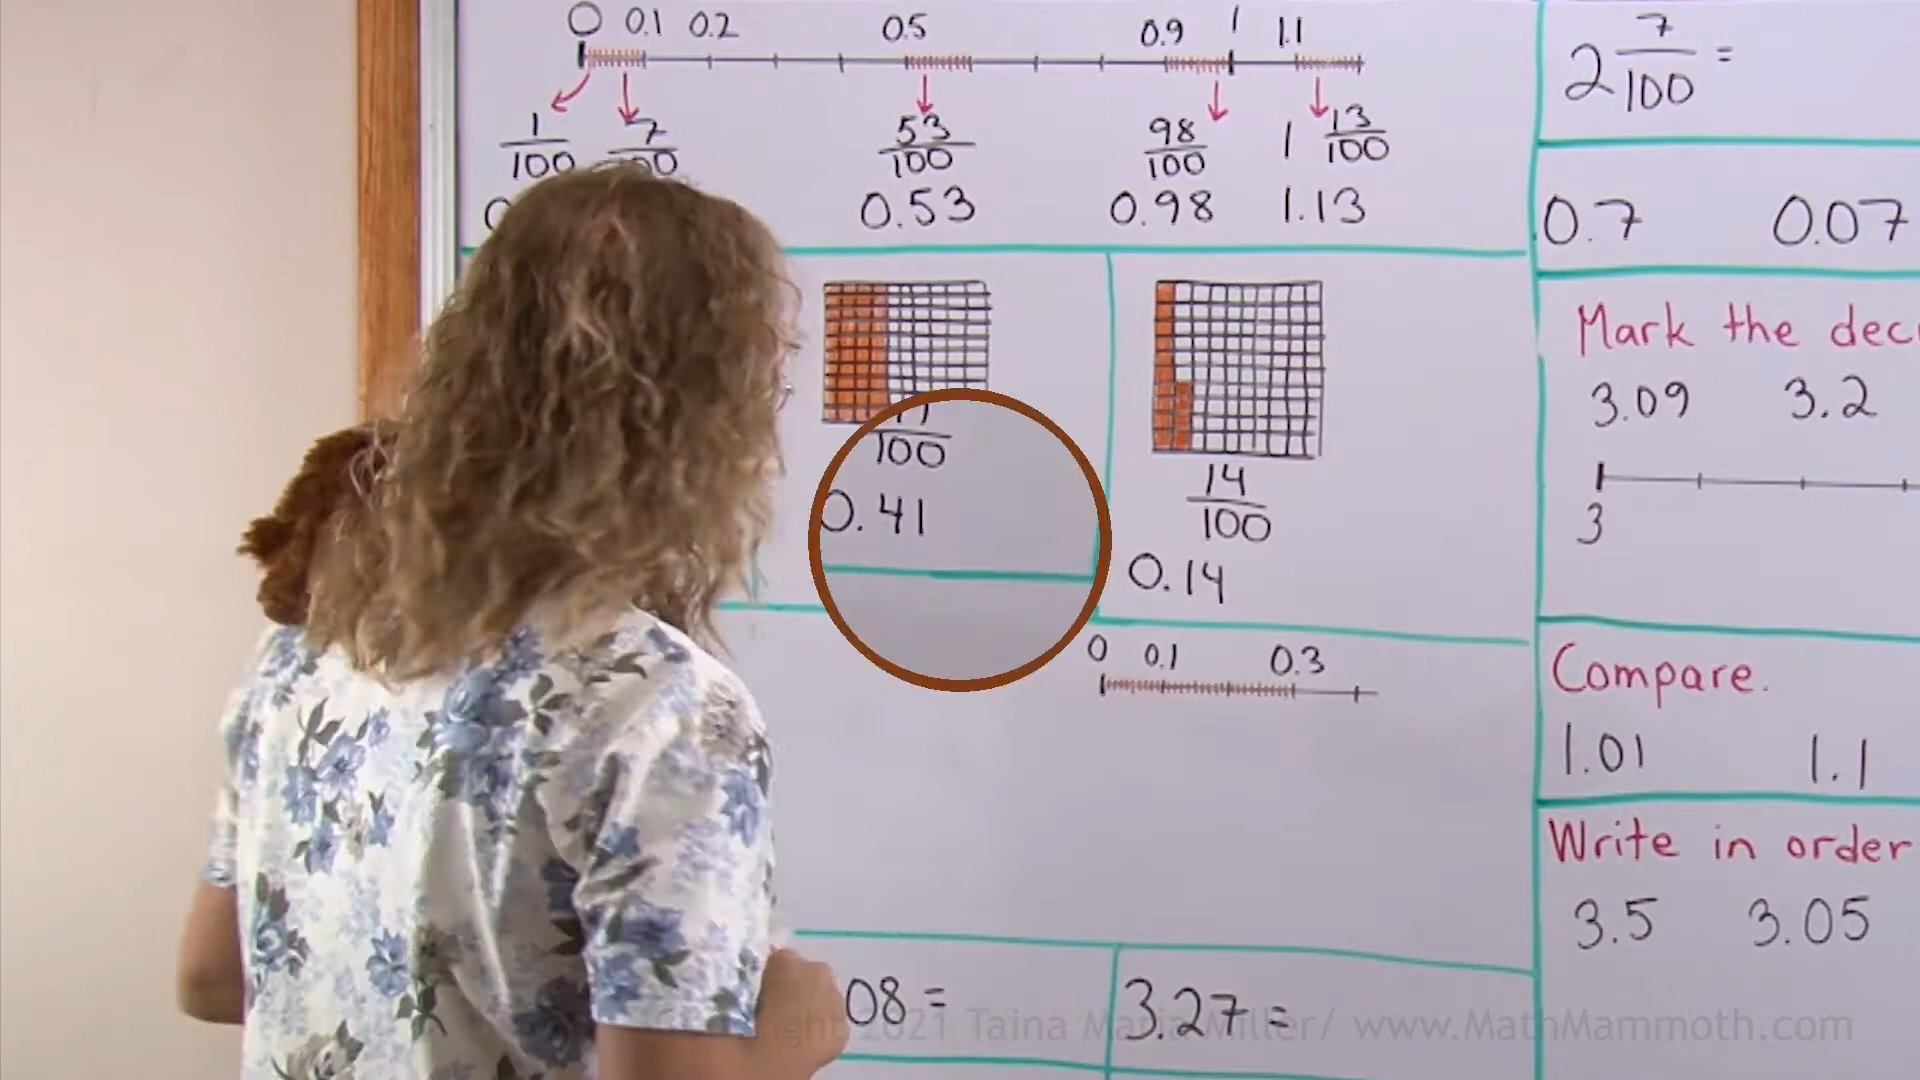 0 0.1 0.2 0.5 0.9 1 1.1
1/100 7/100 53/100 98/100 1 13/100
0.53 0.98 1.13
2 7/100 =
0.7 0.07
100
0.41
14/100
0.14
Mark the
3.09 3.2
3
0 0.1 0.3
Compare.
1.01 1.1
Write in order
3.5 3.05
08 = 3.27 =
2021 Taina Maria Miller / www.MathMammoth.com